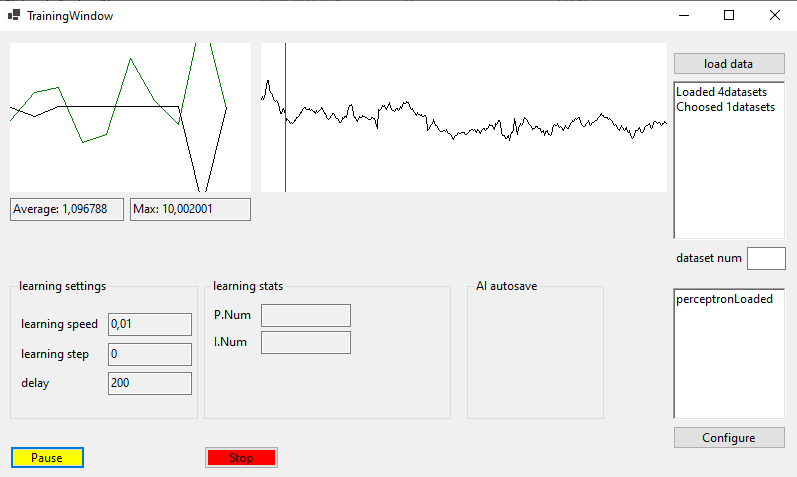 TrainingWindow
load data
Loaded 4datasets
Choosed 1datasets
Average: 1,096788
Max: 10,002001
dataset num
learning settings
learning speed
0,01
learning step
0
delay
200
learning stats
P.Num
I.Num
AI autosave
perceptronLoaded
Configure
Pause
Stop